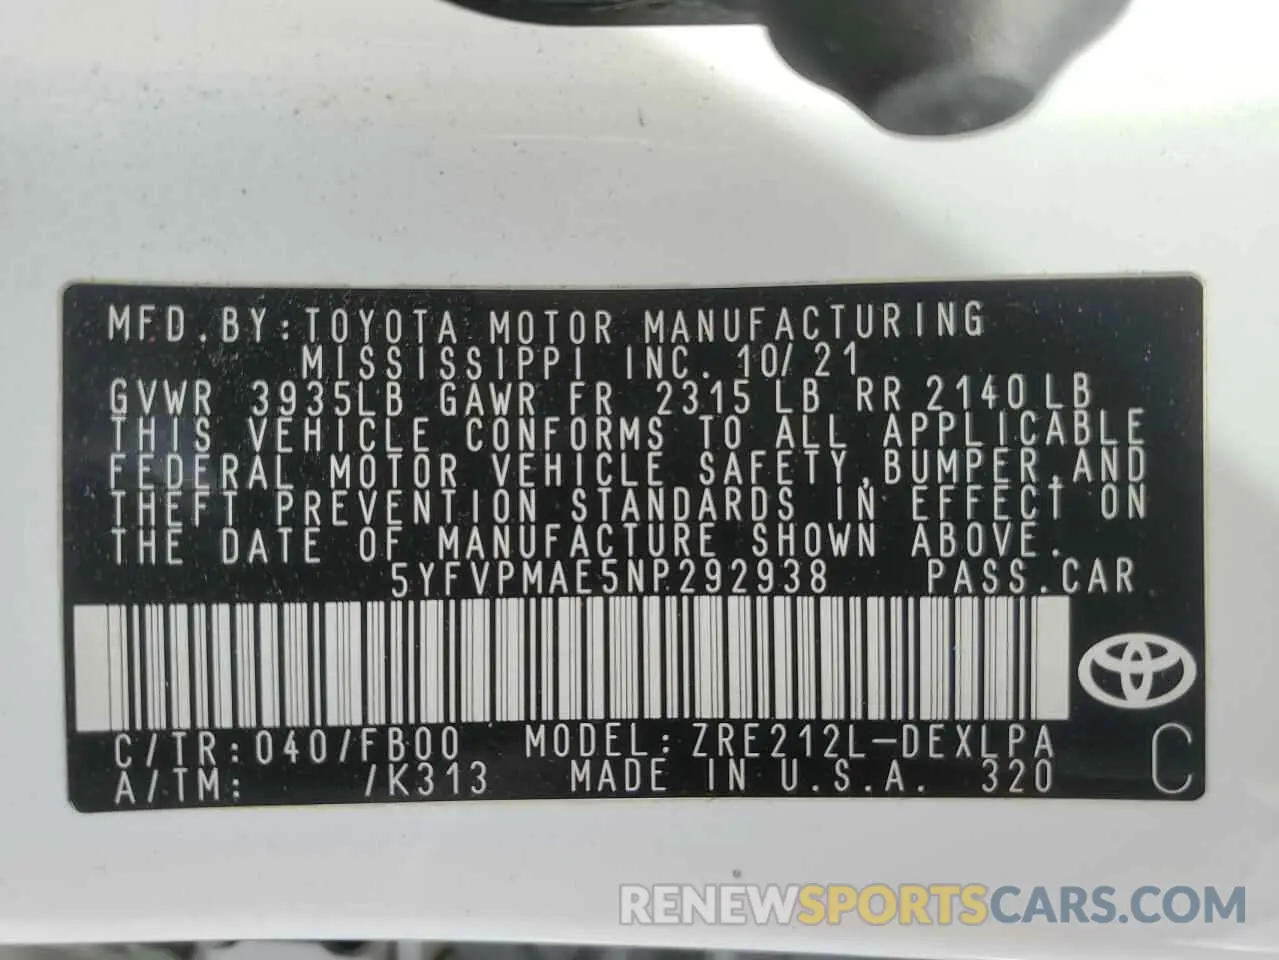 MFD.BY:TOYOTA MOTOR MANUFACTURING
MISSISSIPPI INC. 10/21
GVWR 3935LB GAWR FR 2315LB RR 2140LB
THIS VEHICLE CONFORMS TO ALL APPLICABLE
FEDERAL MOTOR VEHICLE SAFETY,BUMPER,AND
THEFT PREVENTION STANDARDS IN EFFECT ON
THE DATE OF MANUFACTURE SHOWN ABOVE.
5YFVPMAE5NP292938 PASS.CAR
C/TR:040/FB00 MODEL:ZRE212L-DEXLPA
A/TM: /K313 MADE IN U.S.A. 320 C
RENEWSPORTSCARS.COM